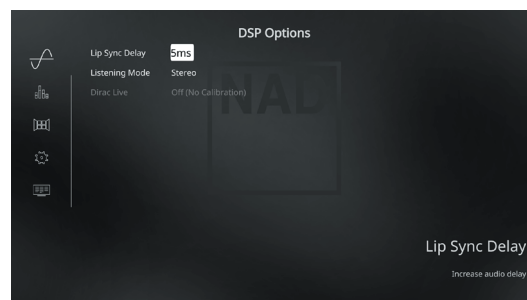 DSP Options
Lip Sync Delay 5ms
Listening Mode Stereo
Dirac Live Off (No Calibration)
NAD
Lip Sync Delay
Increase audio delay